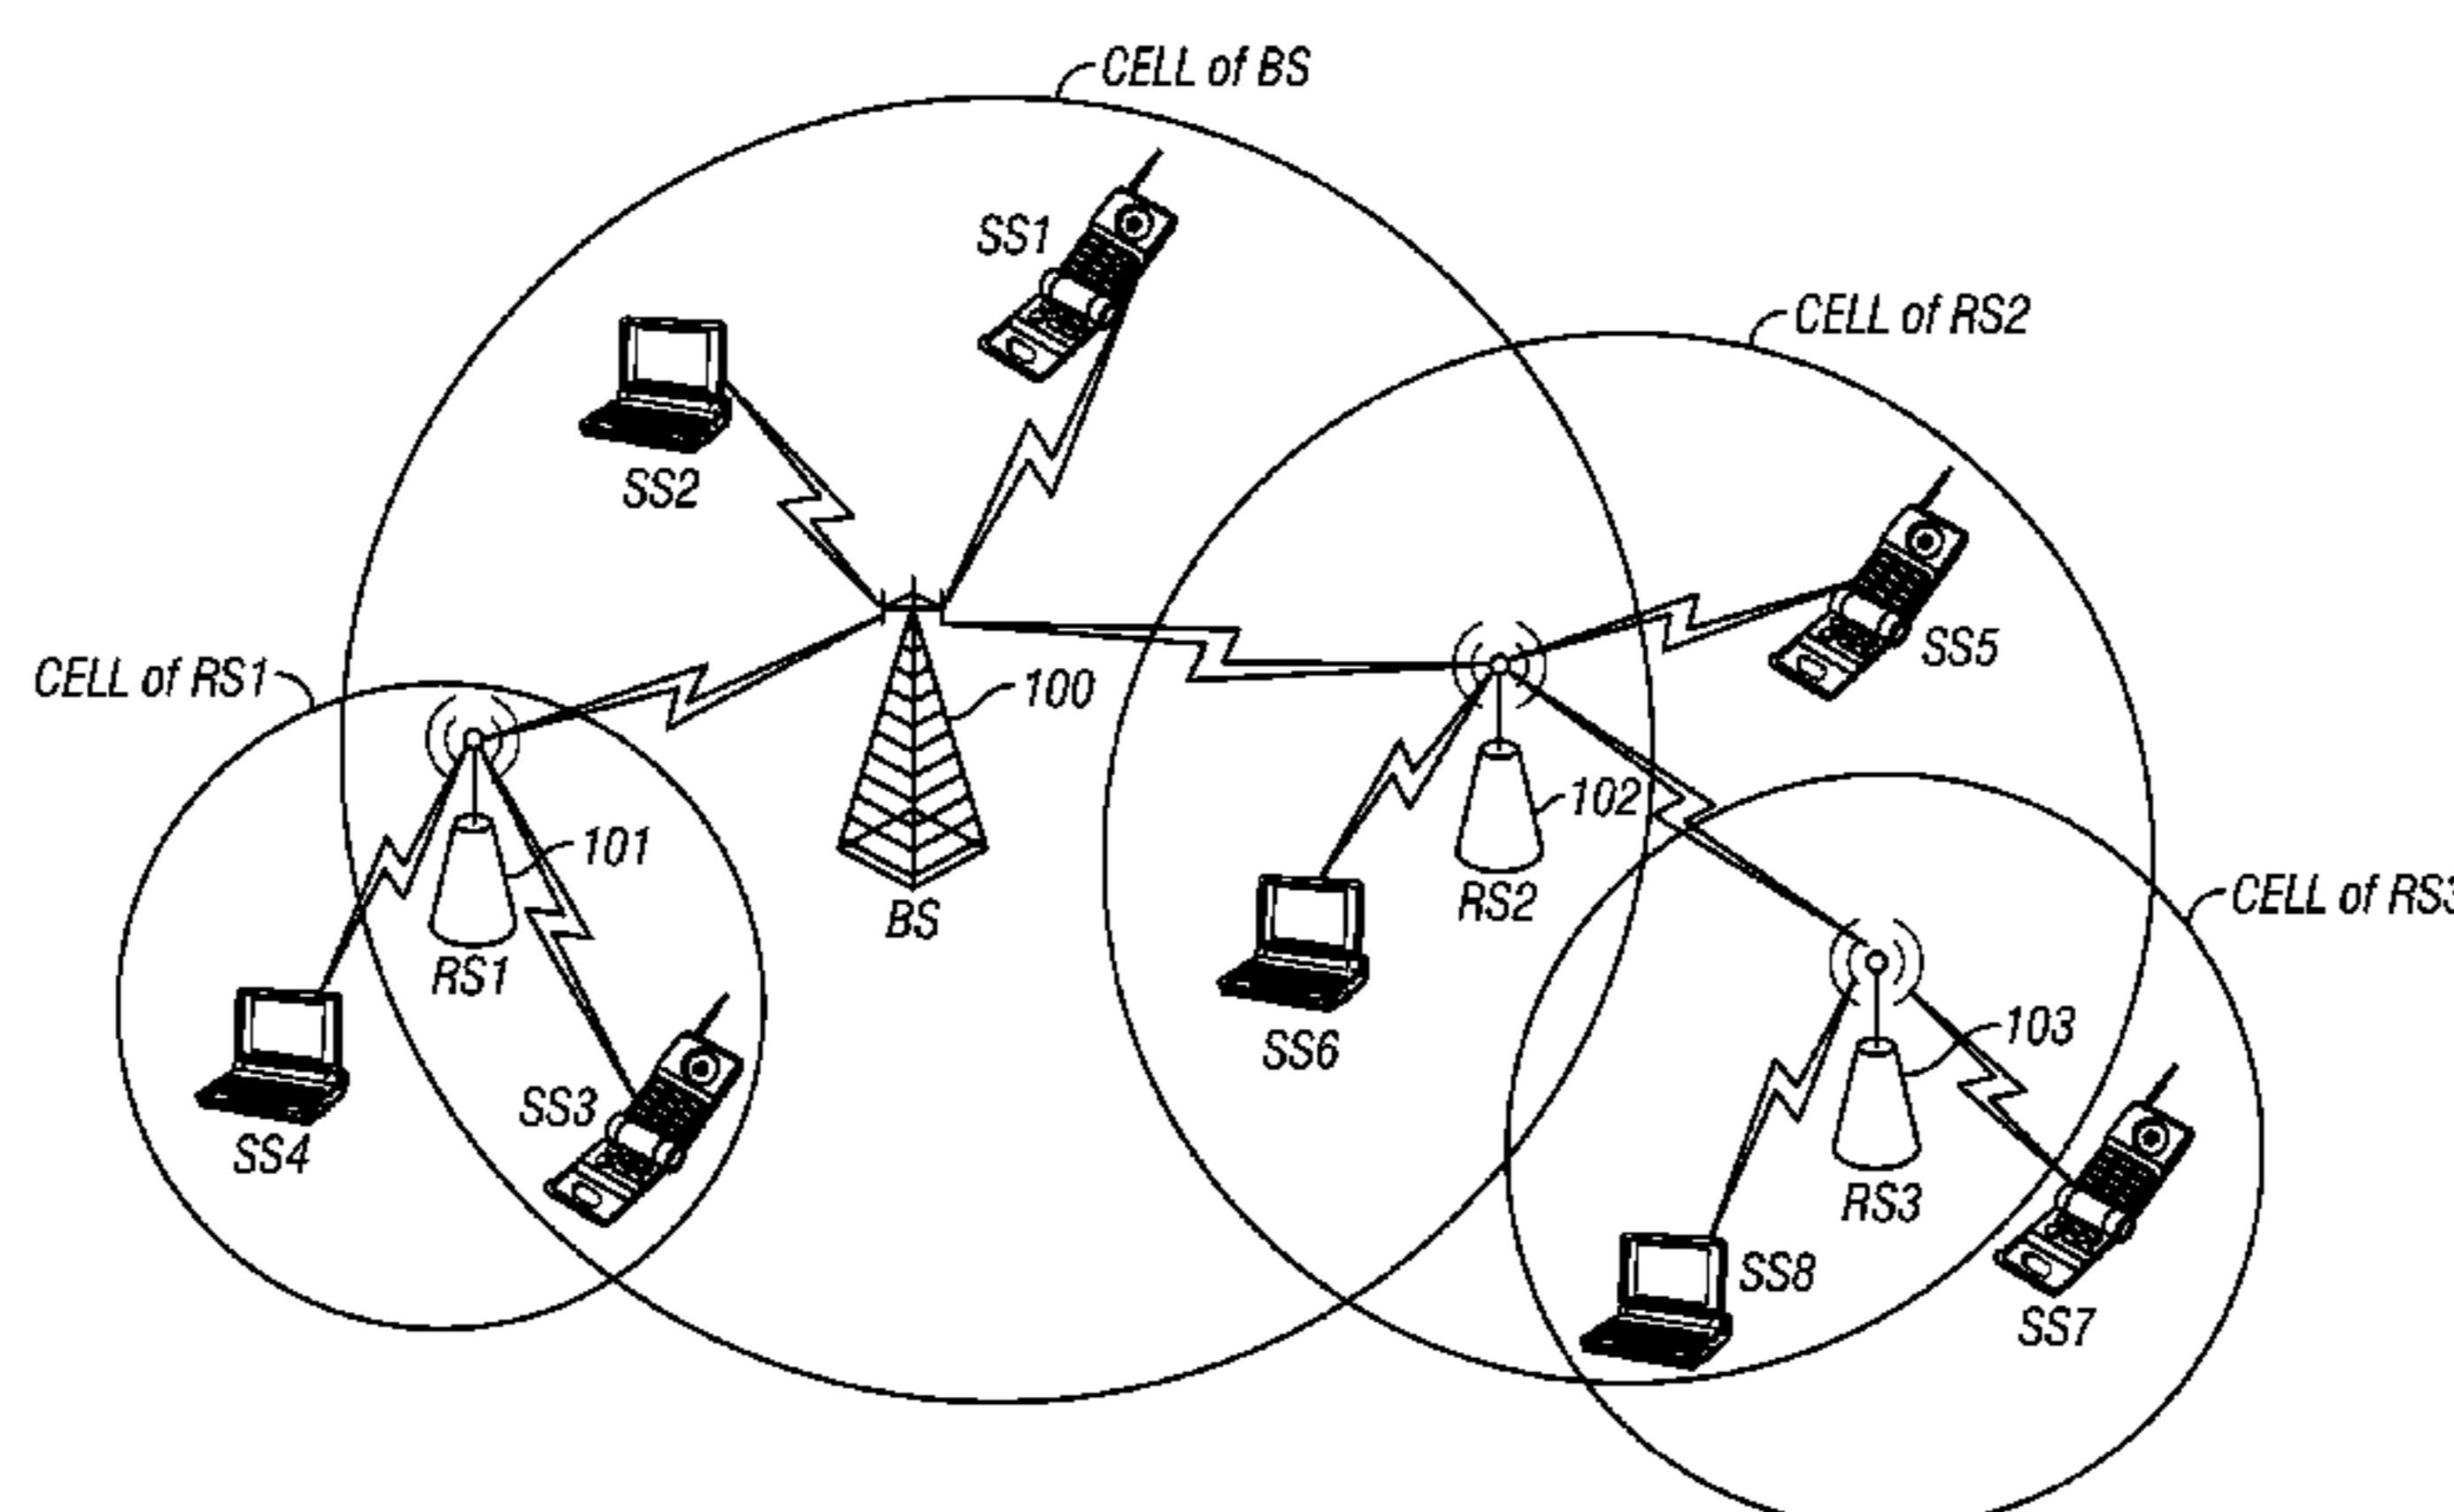 CELL of BS
SS1
CELL of RS2
SS2
SS5
CELL of RS1
100
102
101
CELL of RS3
RS2
BS
RS1
SS6
103
SS3
SS4
RS3
SS8
SS7